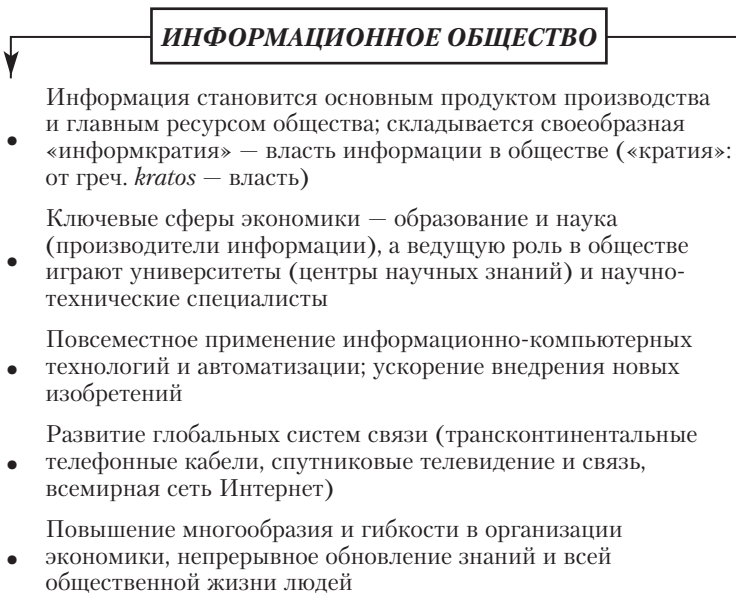 ИНФОРМАЦИОННОЕ ОБЩЕСТВО
Информация становится основным продуктом производства
• и главным ресурсом общества; складывается своеобразная
«информкратия» — власть информации в обществе («кратия»:
от греч. kratos — власть)
Ключевые сферы экономики — образование и наука
(производители информации), а ведущую роль в обществе
• играют университеты (центры научных знаний) и научно-
технические специалисты
Повсеместное применение информационно-компьютерных
• технологий и автоматизации; ускорение внедрения новых
изобретений
Развитие глобальных систем связи (трансконтинентальные
• телефонные кабели, спутниковые телевидение и связь,
всемирная сеть Интернет)
Повышение многообразия и гибкости в организации
• экономики, непрерывное обновление знаний и всей
общественной жизни людей